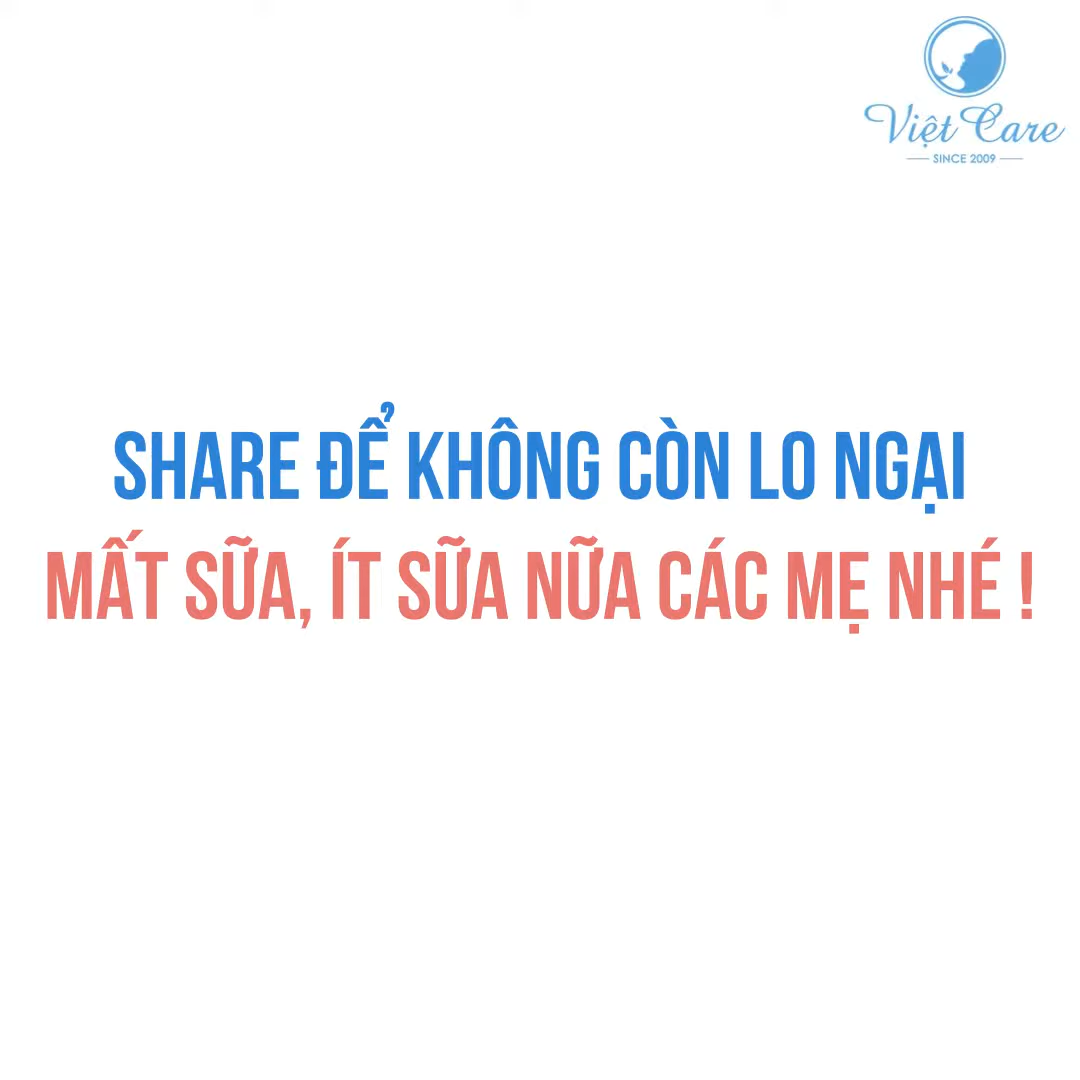 Việt Care
SINCE 2009
SHARE ĐỂ KHÔNG CÒN LO NGẠI
MẤT SỮA, ÍT SỮA NỮA CÁC MẸ NHÉ !